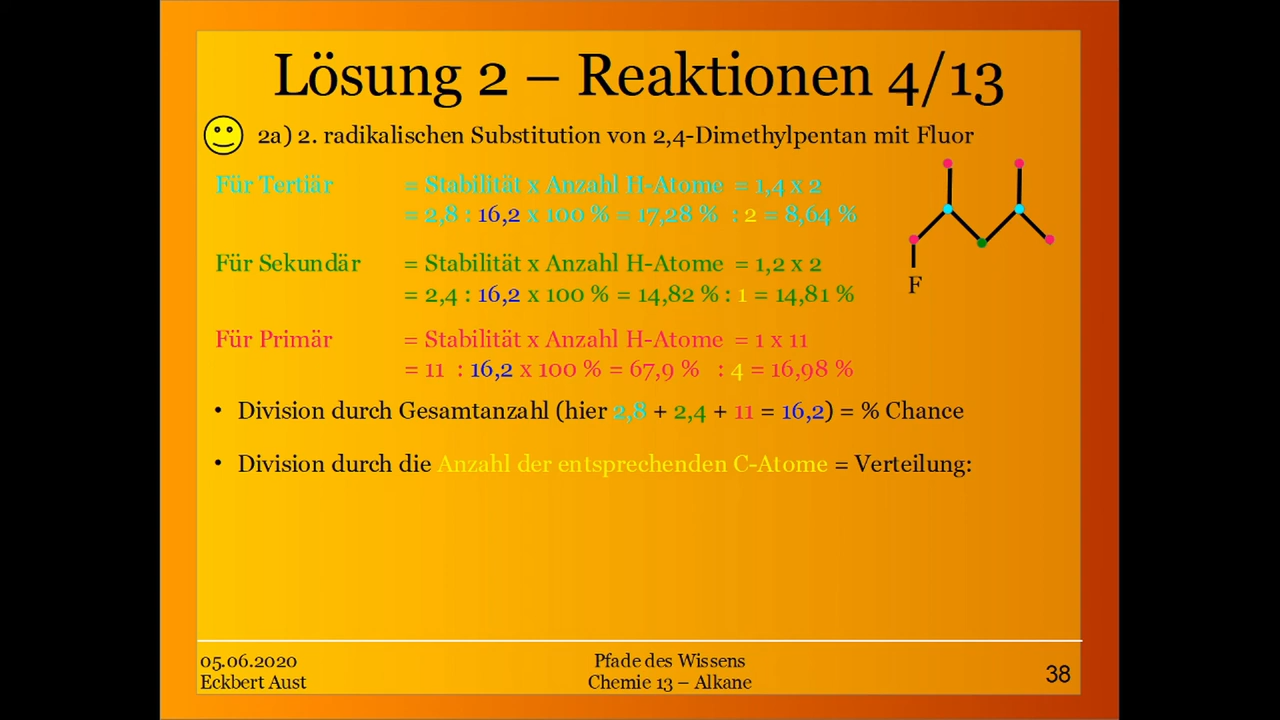 Lösung 2 – Reaktionen 4/13
2a) 2. radikalischen Substitution von 2,4-Dimethylpentan mit Fluor
Für Tertiär = Stabilität x Anzahl H-Atome = 1,4 x 2
= 2,8 : 16,2 x 100 % = 17,28 % : 2 = 8,64 %
Für Sekundär = Stabilität x Anzahl H-Atome = 1,2 x 2
= 2,4 : 16,2 x 100 % = 14,82 % : 1 = 14,81 %
F
Für Primär = Stabilität x Anzahl H-Atome = 1 x 11
= 11 : 16,2 x 100 % = 67,9 % : 4 = 16,98 %
• Division durch Gesamtanzahl (hier 2,8 + 2,4 + 11 = 16,2) = % Chance
• Division durch die Anzahl der entsprechenden C-Atome = Verteilung:
05.06.2020
Eckbert Aust
Pfade des Wissens
Chemie 13 – Alkane
38